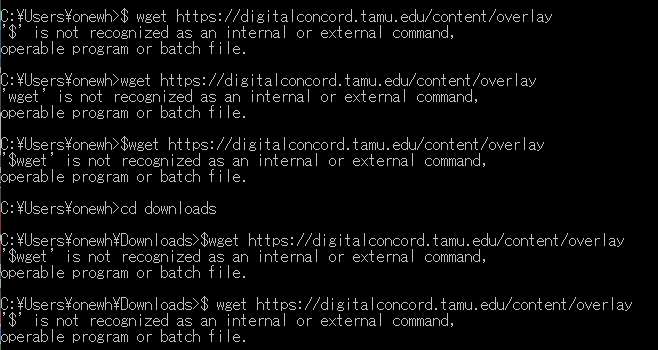 C:¥Users¥onewh>$ wget https://digitalconcord.tamu.edu/content/overlay
'$' is not recognized as an internal or external command,
operable program or batch file.
C:¥Users¥onewh>wget https://digitalconcord.tamu.edu/content/overlay
'wget' is not recognized as an internal or external command,
operable program or batch file.
C:¥Users¥onewh>$wget https://digitalconcord.tamu.edu/content/overlay
'$wget' is not recognized as an internal or external command,
operable program or batch file.
C:¥Users¥onewh>cd downloads
C:¥Users¥onewh¥Downloads>$wget https://digitalconcord.tamu.edu/content/overlay
'$wget' is not recognized as an internal or external command,
operable program or batch file.
C:¥Users¥onewh¥Downloads>$ wget https://digitalconcord.tamu.edu/content/overlay
'$' is not recognized as an internal or external command,
operable program or batch file.